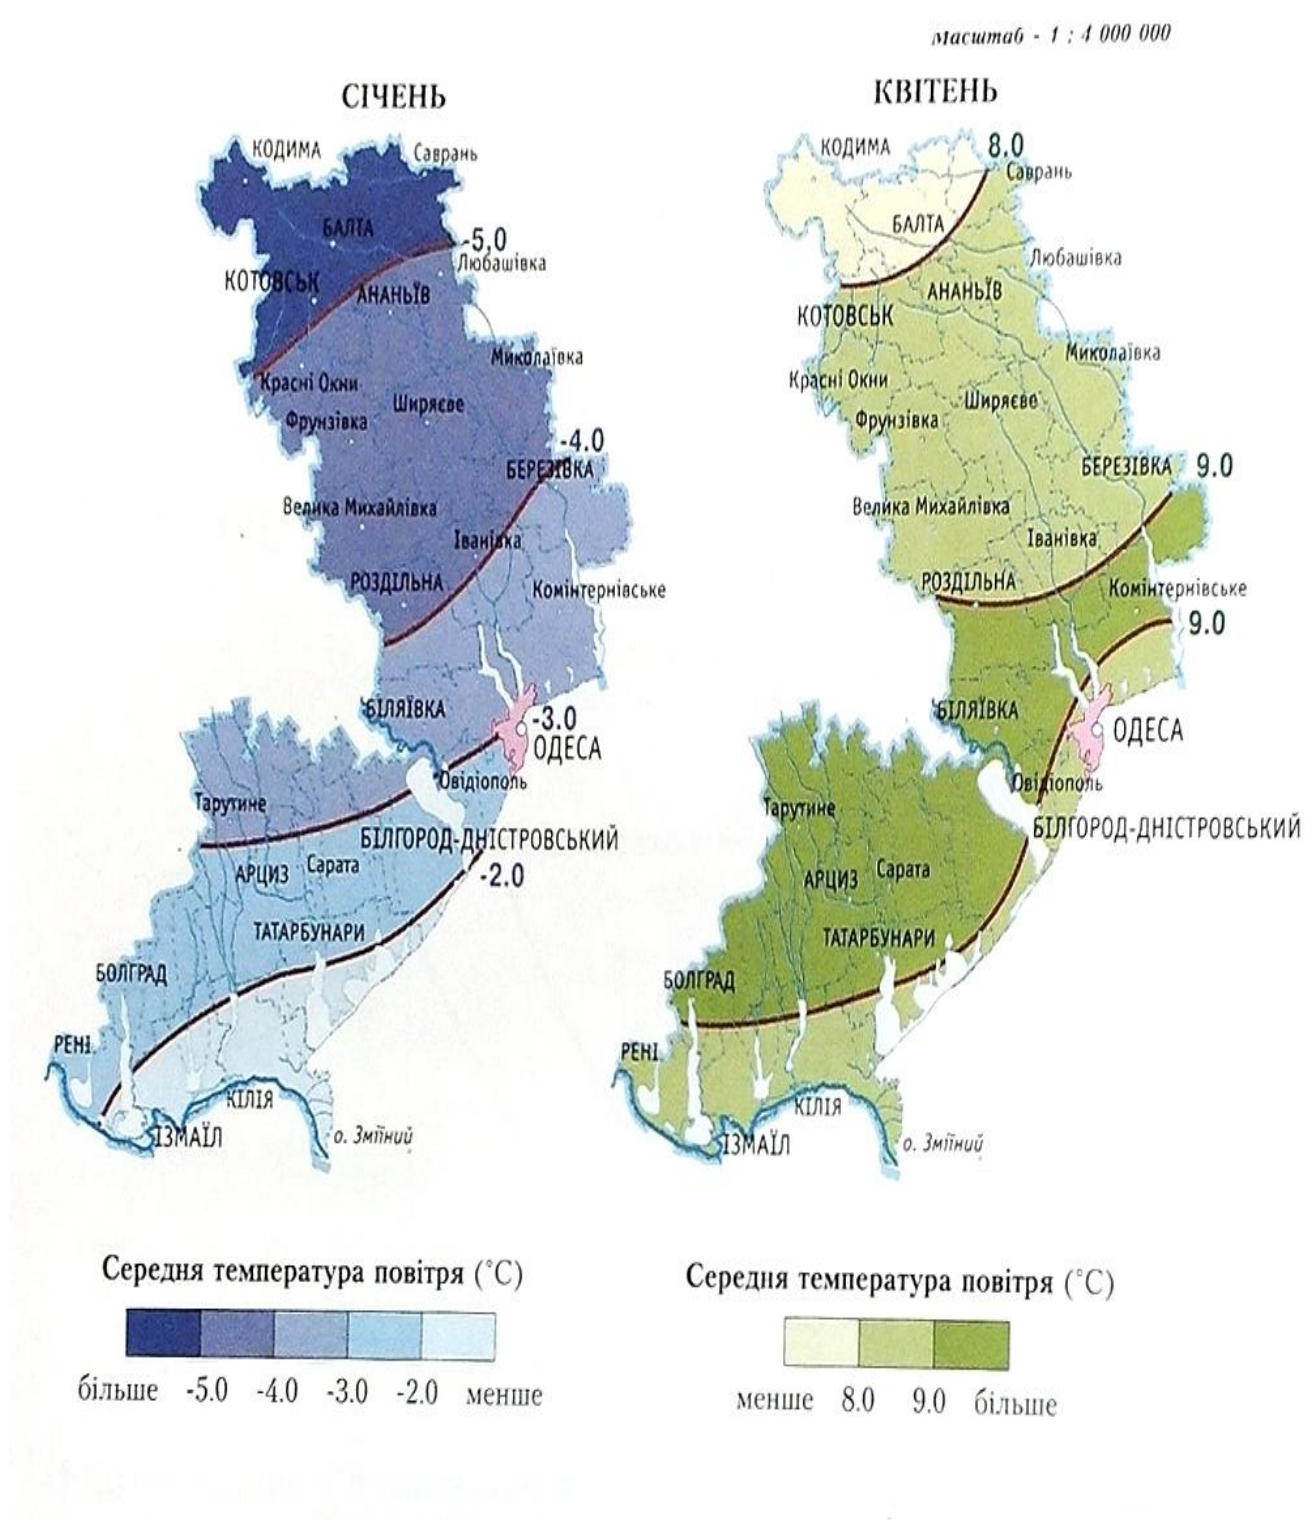 Масштаб - 1 : 4 000 000
СІЧЕНЬ
КОДИМА
Саврань
БАЛТА
-5,0
Любашівка
КОТОВСЬК
АНАНЬЇВ
Миколаївка
Красні Окни
Ширяєве
Фрунзівка
-4.0
БЕРЕЗІВКА
Велика Михайлівка
Іванівка
РОЗДІЛЬНА
Комінтернівське
БІЛЯЇВКА
-3.0
ОДЕСА
Овідіополь
Тарутине
БІЛГОРОД-ДНІСТРОВСЬКИЙ
Сарата
АРЦИЗ
-2.0
ТАТАРБУНАРИ
БОЛГРАД
РЕНІ
КІЛІЯ
ІЗМАЇЛ
о. Зміїний
Середня температура повітря (°C)
більше -5.0 -4.0 -3.0 -2.0 менше
КВІТЕНЬ
КОДИМА
8.0
Саврань
БАЛТА
Любашівка
АНАНЬЇВ
КОТОВСЬК
Миколаївка
Красні Окни
Ширяєве
Фрунзівка
БЕРЕЗІВКА
9.0
Велика Михайлівка
Іванівка
РОЗДІЛЬНА
Комінтернівське
9.0
БІЛЯЇВКА
ОДЕСА
Овідіополь
Тарутине
БІЛГОРОД-ДНІСТРОВСЬКИЙ
Сарата
АРЦИЗ
ТАТАРБУНАРИ
БОЛГРАД
РЕНІ
КІЛІЯ
ІЗМАЇЛ
о. Зміїний
Середня температура повітря (°C)
менше 8.0 9.0 більше